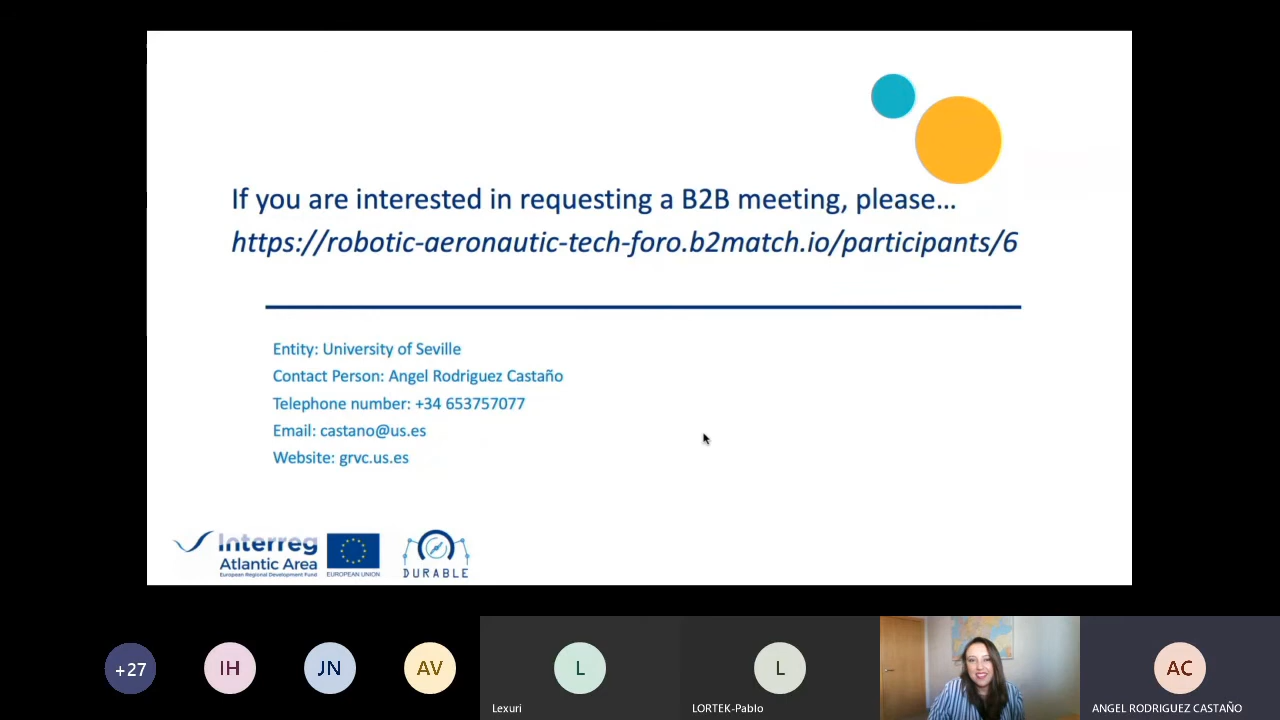 If you are interested in requesting a B2B meeting, please…
https://robotic-aeronautic-tech-foro.b2match.io/participants/6
Entity: University of Seville
Contact Person: Angel Rodriguez Castaño
Telephone number: +34 653757077
Email: castano@us.es
Website: grvc.us.es
Interreg
Atlantic Area
European Regional Development Fund
EUROPEAN UNION
DURABLE
+27
IH
JN
AV
L
L
AC
Lexuri
LORTEK-Pablo
ANGEL RODRIGUEZ CASTAÑO